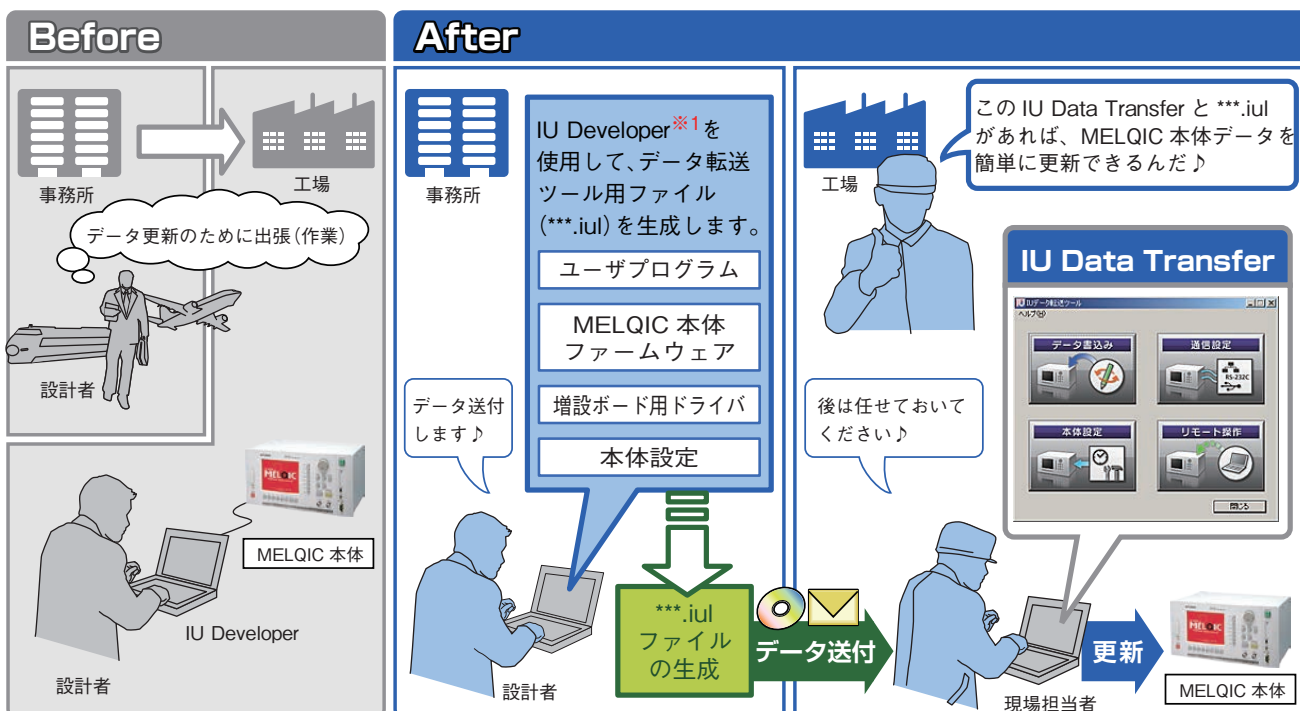 Before
事務所
工場
データ更新のために出張（作業）
設計者
MELQIC
MELQIC 本体
IU Developer
設計者
After
事務所
IU Developer※1を
使用して、データ転送
ツール用ファイル
（***.iul）を生成します。
ユーザプログラム
MELQIC 本体
ファームウェア
増設ボード用ドライバ
本体設定
データ送付
します♪
設計者
***.iul
ファイル
の生成
データ送付
工場
この IU Data Transfer と ***.iul
があれば、MELQIC 本体データを
簡単に更新できるんだ♪
IU Data Transfer
IUデータ転送ツール
ヘルプ(H)
データ書込み
通信設定
RS-232C
本体設定
リモート操作
閉じる
後は任せておいて
ください♪
現場担当者
更新
MELQIC
MELQIC 本体